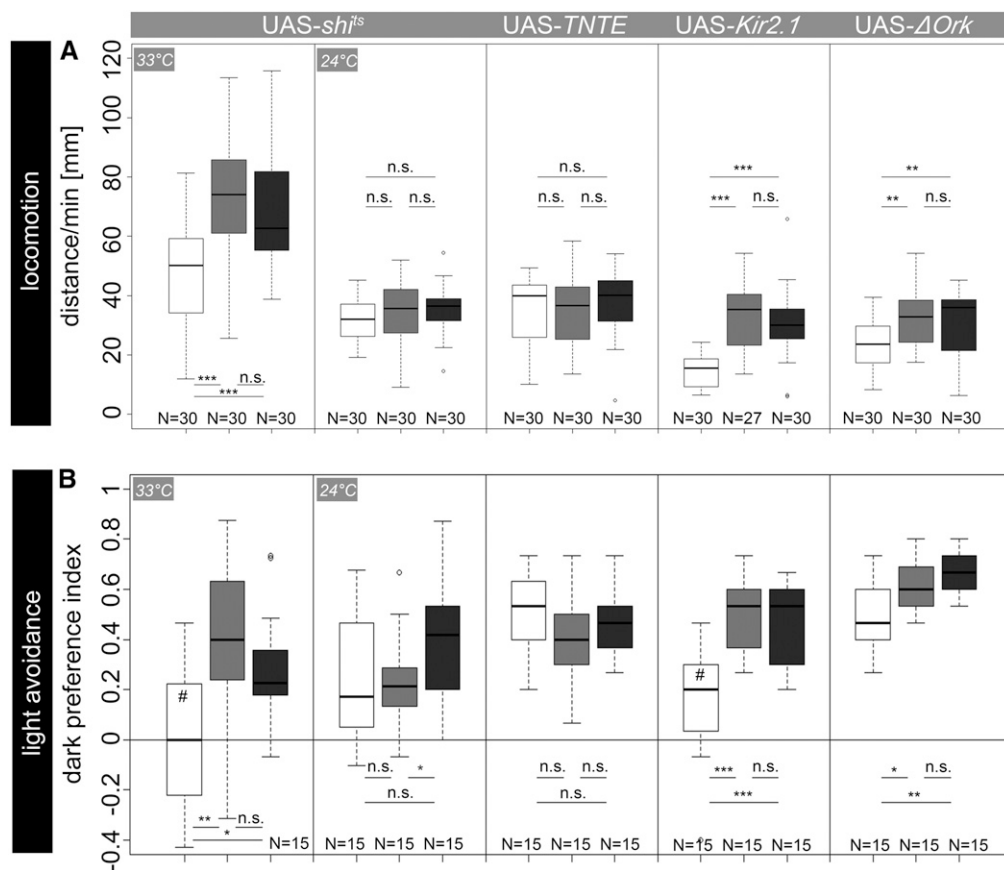 UAS-shiᵗˢ UAS-TNTE UAS-Kir2.1 UAS-ΔOrk
A
33°C 24°C
locomotion
distance/min [mm]
120
100
80
60
40
20
0
*** n.s.
***
n.s.
n.s. n.s.
n.s.
n.s. n.s.
***
*** n.s.
**
** n.s.
N=30 N=30 N=30 N=30 N=30 N=30 N=30 N=30 N=30 N=30 N=27 N=30 N=30 N=30 N=30
B
33°C 24°C
light avoidance
dark preference index
1
0.8
0.6
0.4
0.2
0
-0.2
-0.4
#
#
** n.s.
*
n.s. *
n.s.
n.s. n.s.
n.s.
*** n.s.
***
* n.s.
**
N=15 N=15 N=15 N=15 N=15 N=15 N=15 N=15 N=15 N=15 N=15 N=15 N=15